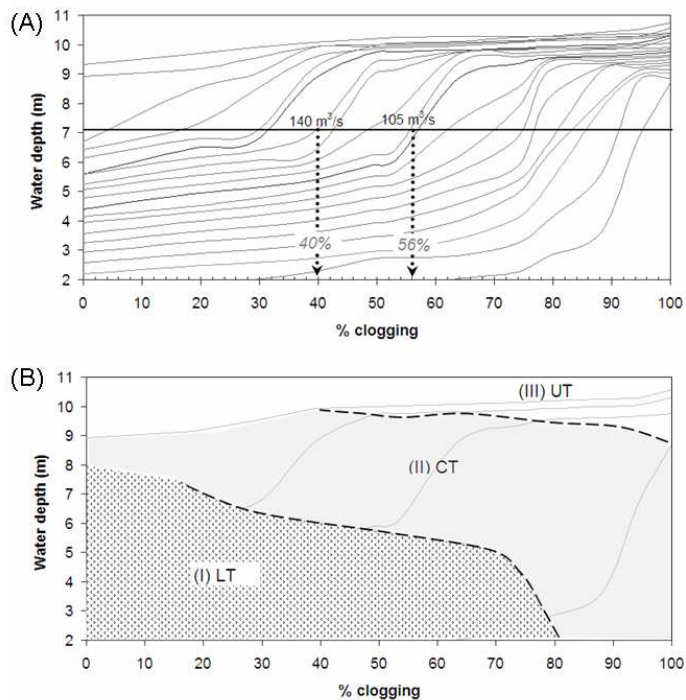 (A)
11
10
9
8
7
6
5
4
3
2
Water depth (m)
140 m³/s
105 m³/s
40%
56%
0 10 20 30 40 50 60 70 80 90 100
% clogging
(B)
11
10
9
8
7
6
5
4
3
2
Water depth (m)
(III) UT
(II) CT
(I) LT
0 10 20 30 40 50 60 70 80 90 100
% clogging